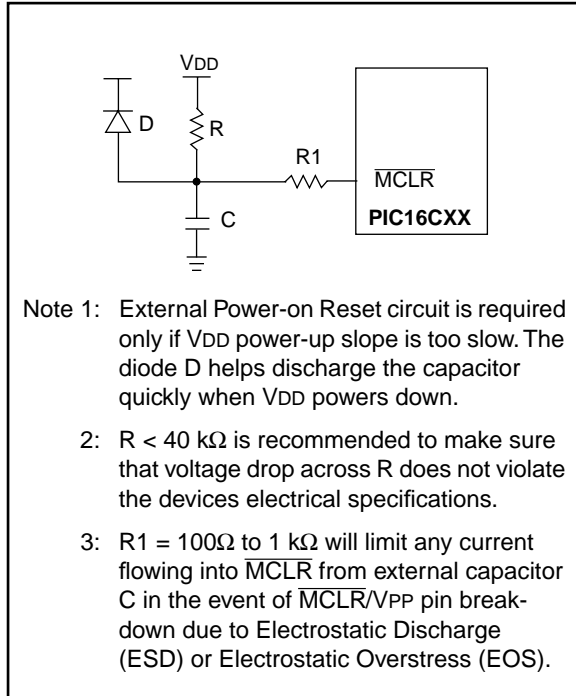 VDD
D
R
R1
MCLR
C
PIC16CXX
Note 1: External Power-on Reset circuit is required
only if VDD power-up slope is too slow. The
diode D helps discharge the capacitor
quickly when VDD powers down.
2: R < 40 kΩ is recommended to make sure
that voltage drop across R does not violate
the devices electrical specifications.
3: R1 = 100Ω to 1 kΩ will limit any current
flowing into MCLR from external capacitor
C in the event of MCLR/VPP pin break-
down due to Electrostatic Discharge
(ESD) or Electrostatic Overstress (EOS).